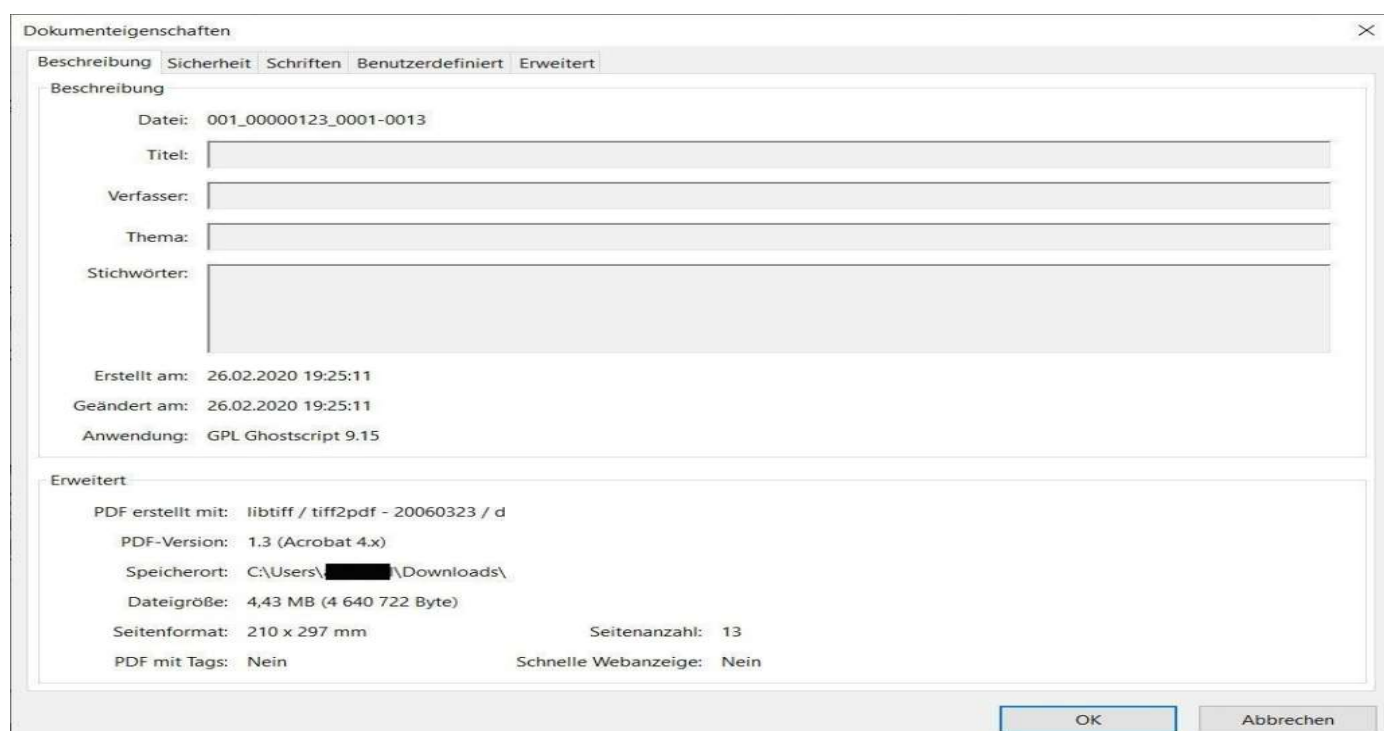 Dokumenteigenschaften
Beschreibung Sicherheit Schriften Benutzerdefiniert Erweitert
Beschreibung
Datei: 001_00000123_0001-0013
Titel:
Verfasser:
Thema:
Stichwörter:
Erstellt am: 26.02.2020 19:25:11
Geändert am: 26.02.2020 19:25:11
Anwendung: GPL Ghostscript 9.15
Erweitert
PDF erstellt mit: libtiff / tiff2pdf - 20060323 / d
PDF-Version: 1.3 (Acrobat 4.x)
Speicherort: C:\Users\ \Downloads\
Dateigröße: 4,43 MB (4 640 722 Byte)
Seitenformat: 210 x 297 mm Seitenanzahl: 13
PDF mit Tags: Nein Schnelle Webanzeige: Nein
OK Abbrechen